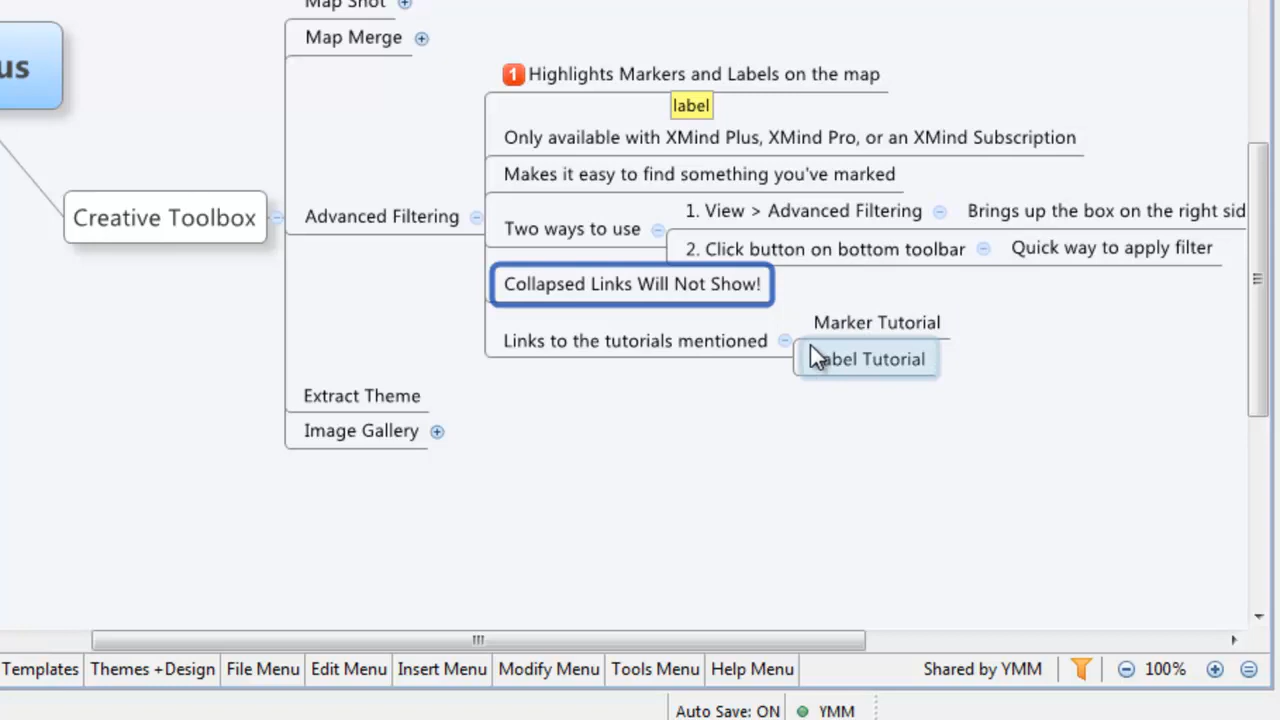 Map Shot
Map Merge
us
1 Highlights Markers and Labels on the map
label
Only available with XMind Plus, XMind Pro, or an XMind Subscription
Makes it easy to find something you've marked
Creative Toolbox
Advanced Filtering
Two ways to use
1. View > Advanced Filtering
Brings up the box on the right sid
2. Click button on bottom toolbar
Quick way to apply filter
Collapsed Links Will Not Show!
Links to the tutorials mentioned
Marker Tutorial
abel Tutorial
Extract Theme
Image Gallery
Templates Themes +Design File Menu Edit Menu Insert Menu Modify Menu Tools Menu Help Menu Shared by YMM 100%
Auto Save: ON YMM